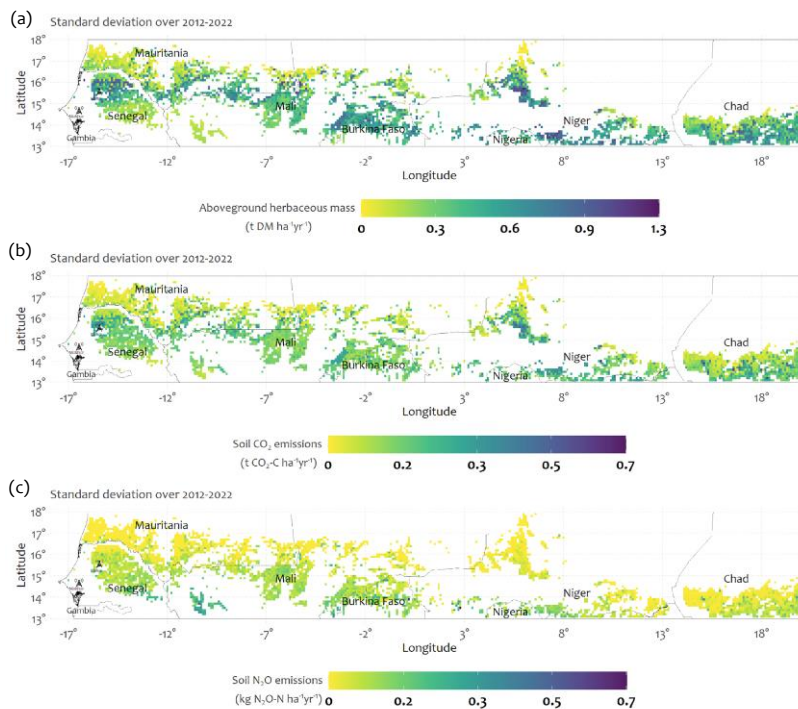 (a)
Standard deviation over 2012-2022
18°
17°
16°
15°
14°
13°
Latitude
Mauritania
Senegal
Gambia
Mali
Burkina Faso
Niger
Nigeria
Chad
-17° -12° -7° -2° 3° 8° 13° 18°
Longitude
Aboveground herbaceous mass
(t DM ha⁻¹yr⁻¹)
0 0.3 0.6 0.9 1.3
(b)
Standard deviation over 2012-2022
18°
17°
16°
15°
14°
13°
Latitude
Mauritania
Senegal
Gambia
Mali
Burkina Faso
Niger
Nigeria
Chad
-17° -12° -7° -2° 3° 8° 13° 18°
Longitude
Soil CO₂ emissions
(t CO₂-C ha⁻¹yr⁻¹)
0 0.2 0.3 0.5 0.7
(c)
Standard deviation over 2012-2022
18°
17°
16°
15°
14°
13°
Latitude
Mauritania
Senegal
Gambia
Mali
Burkina Faso
Niger
Nigeria
Chad
-17° -12° -7° -2° 3° 8° 13° 18°
Longitude
Soil N₂O emissions
(kg N₂O-N ha⁻¹yr⁻¹)
0 0.2 0.3 0.5 0.7